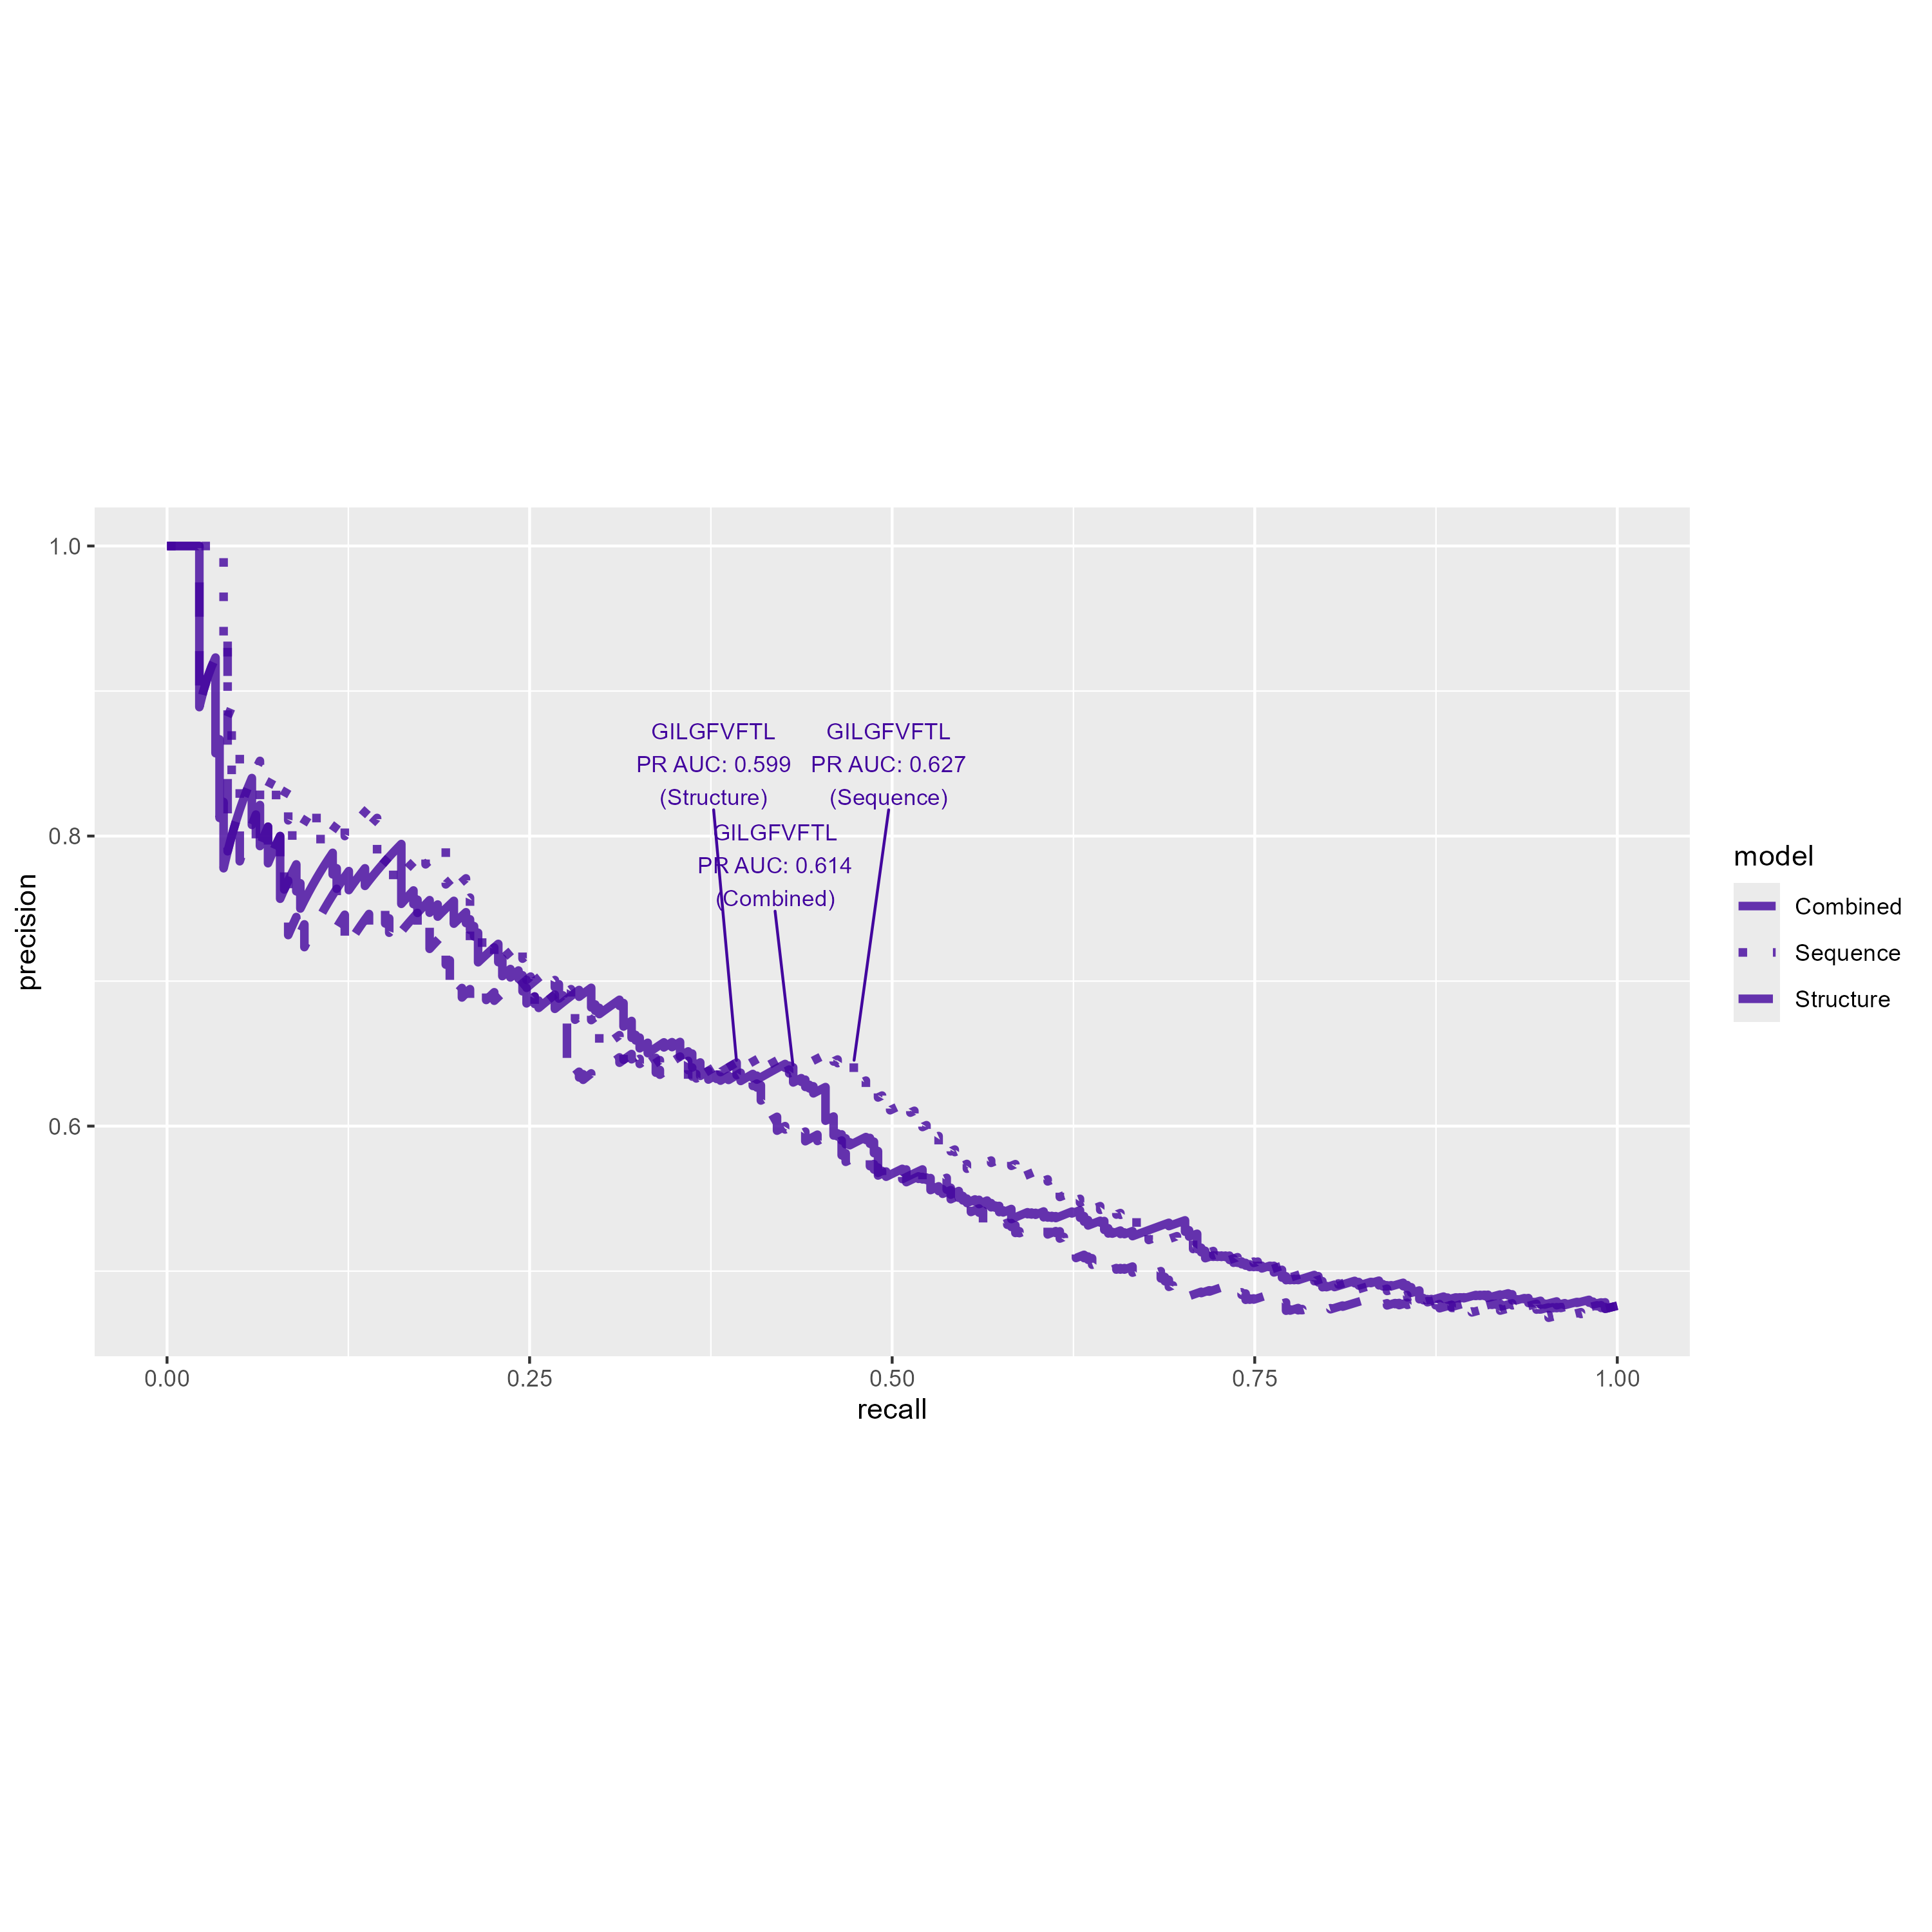 1.0
0.8
0.6
precision
GILGFVFTL
PR AUC: 0.599
(Structure)
GILGFVFTL
PR AUC: 0.627
(Sequence)
GILGFVFTL
PR AUC: 0.614
(Combined)
0.00
0.25
0.50
0.75
1.00
recall
model
Combined
Sequence
Structure